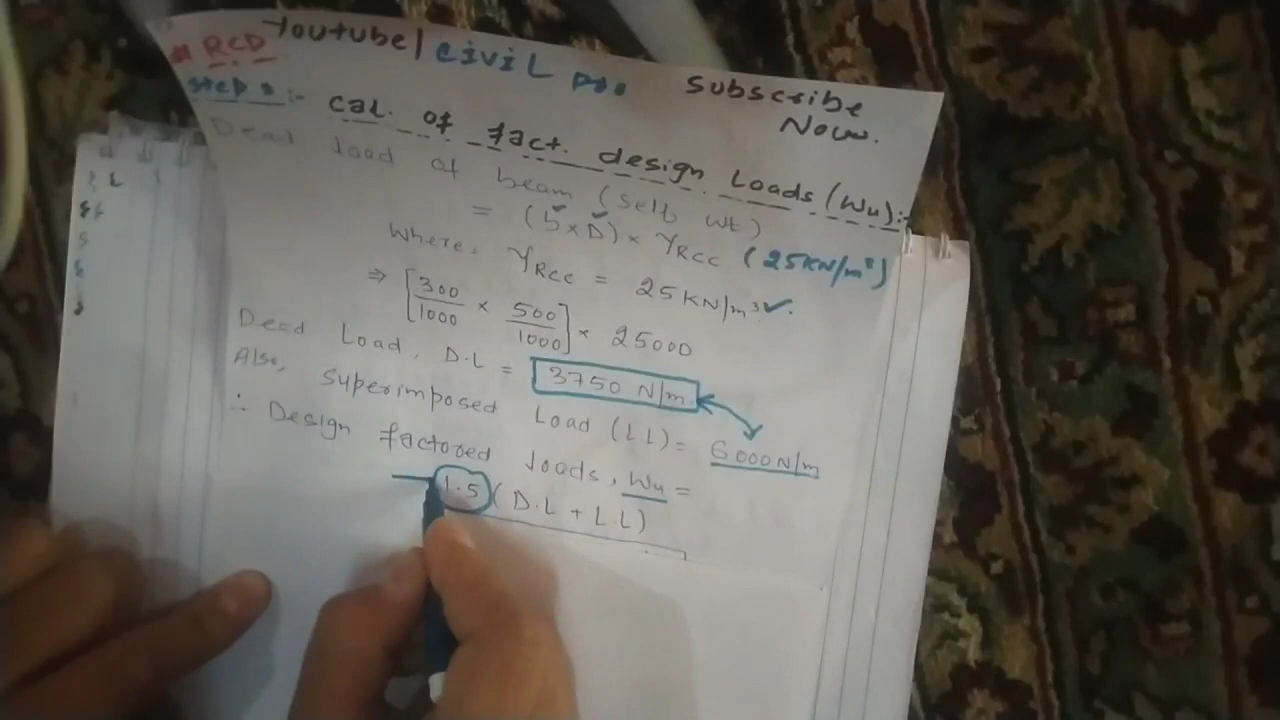 Youtube/civil pro subscribe Now.
RCD
step :-
cal. of fact. design Loads (Wu):-
Dead load of beam (self wt)
= (b×D) × γRCC (25KN/m³)
Where, γRCC = 25KN/m³ ✓.
⇒ [300/1000 × 500/1000] × 25000
Dead Load, D.L = 3750 N/m
Also, superimposed Load (LL) = 6000N/m
∴ Design factored loads, Wu =
1.5 (D.L + L.L)